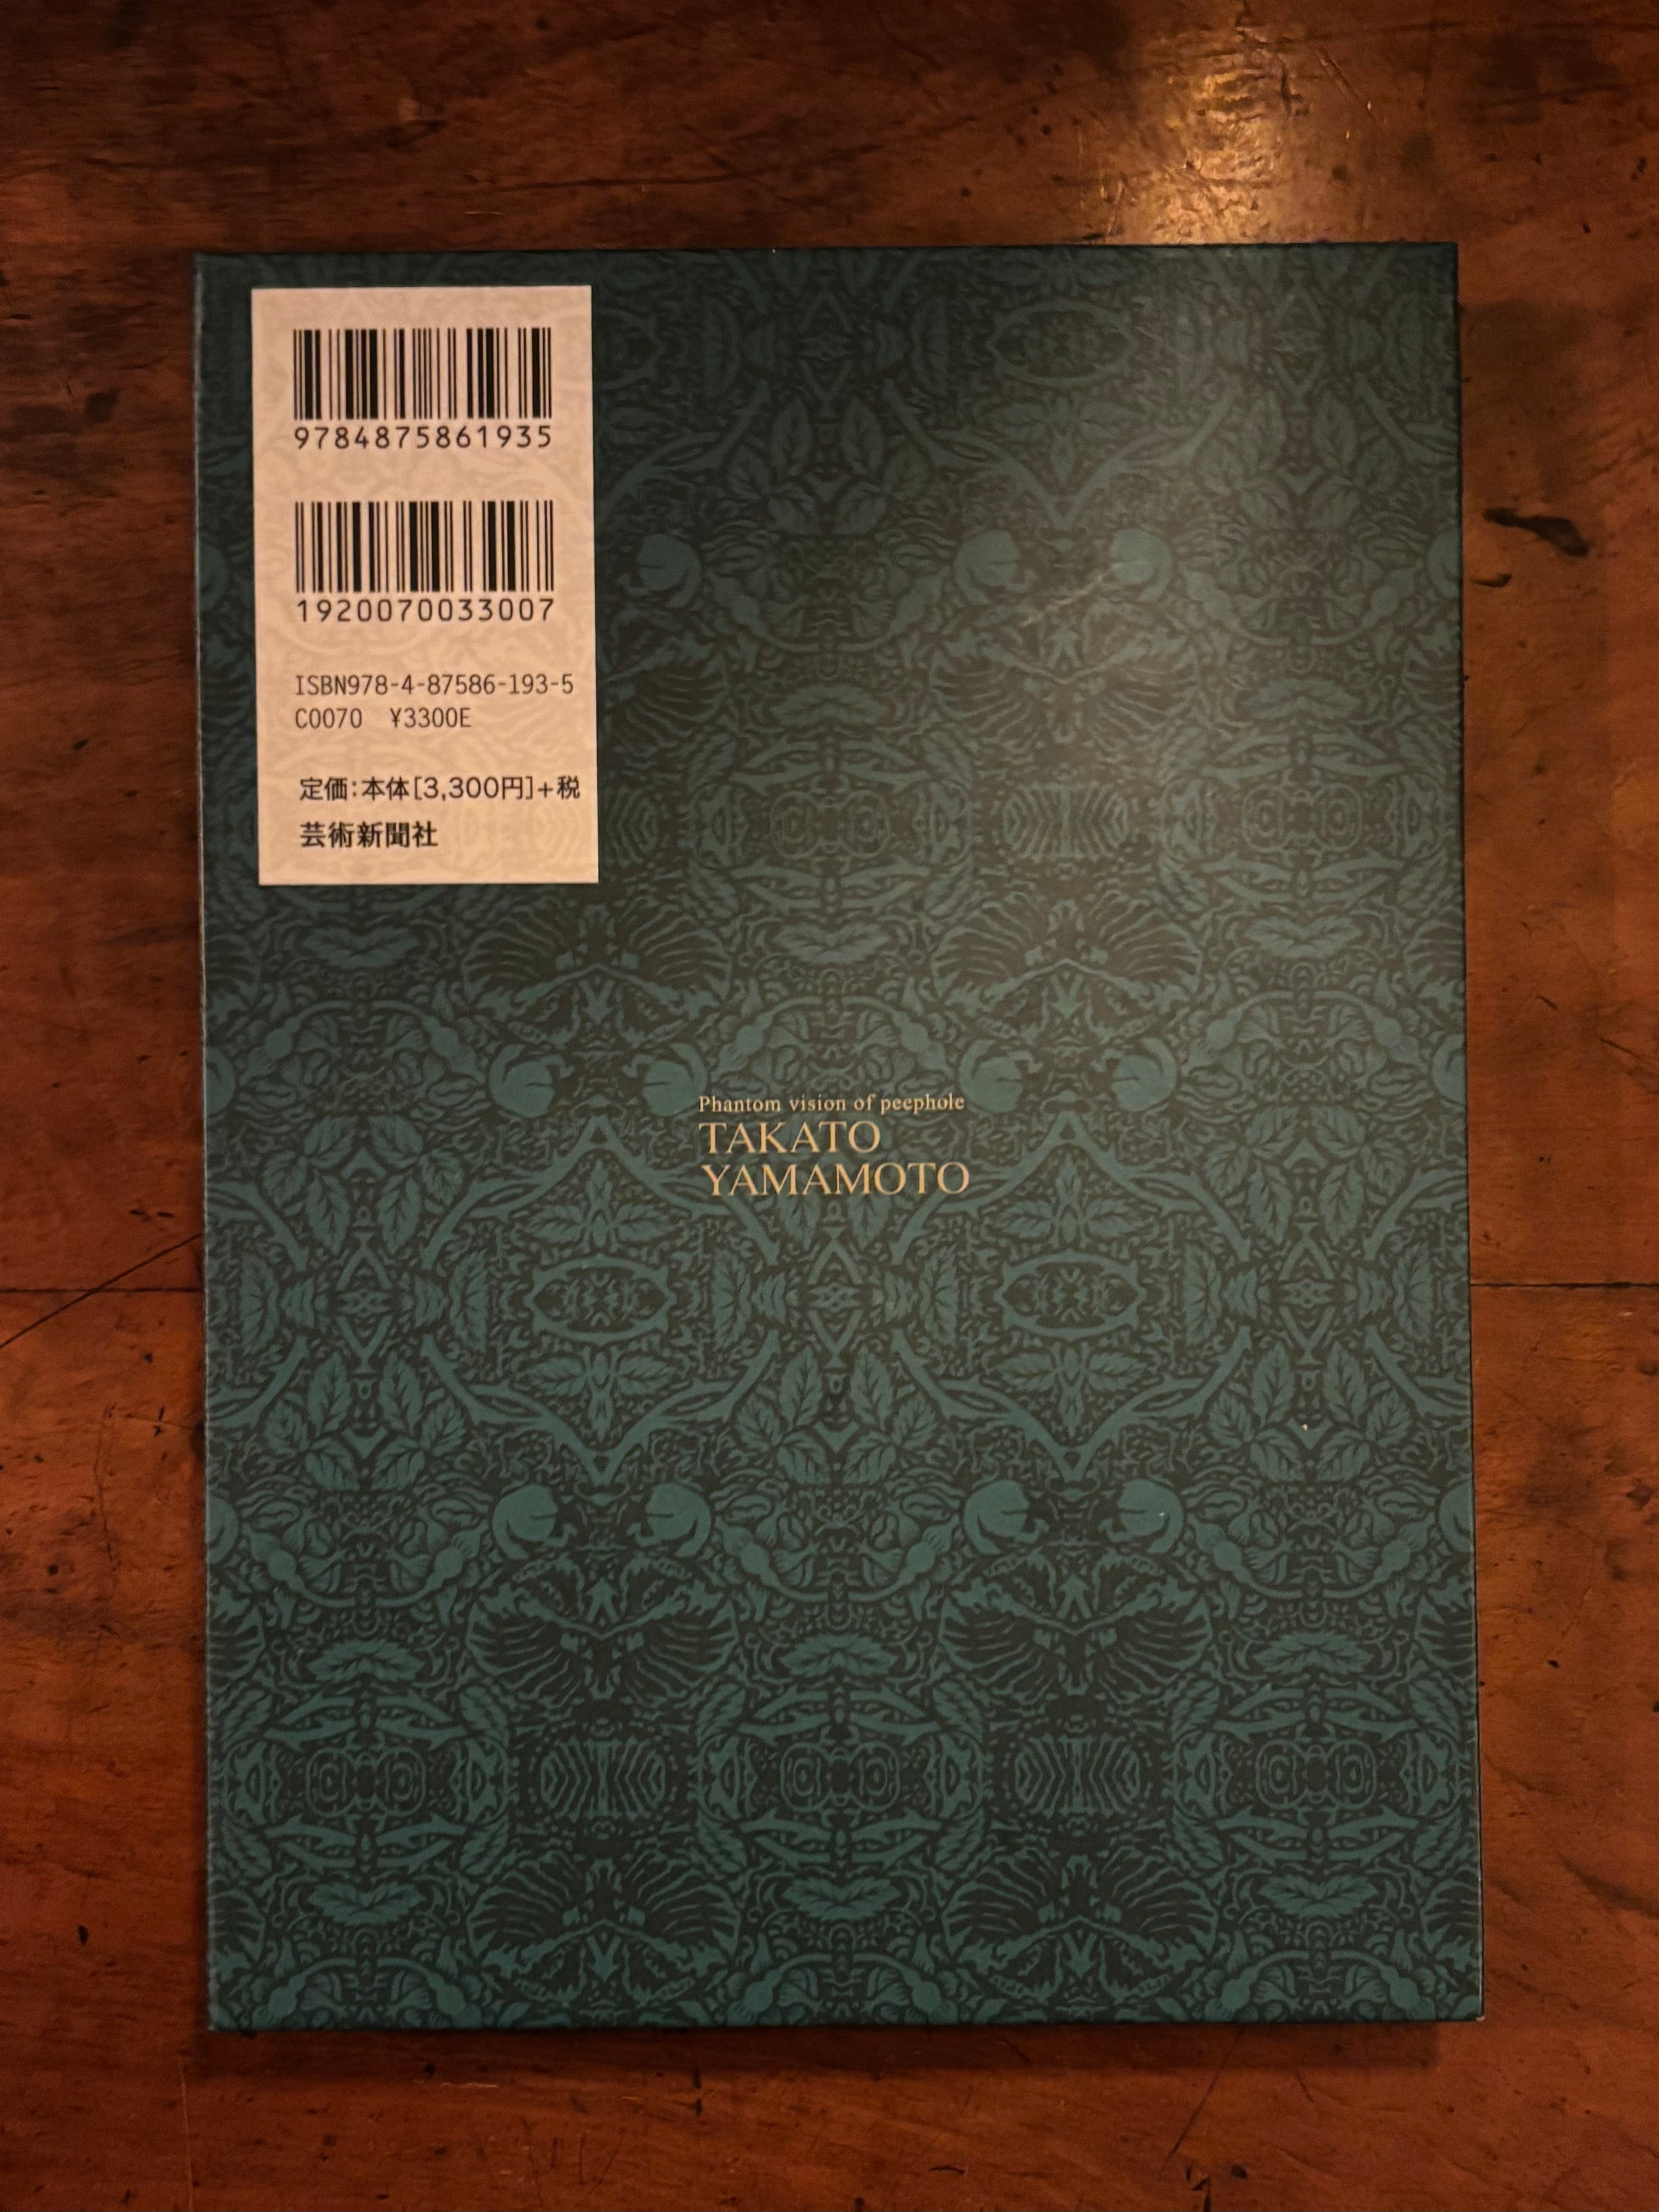 9784875861935
1920070033007
ISBN978-4-87586-193-5
C0070 ¥3300E
定価:本体[3,300円]+税
芸術新聞社
Phantom vision of peephole
TAKATO
YAMAMOTO